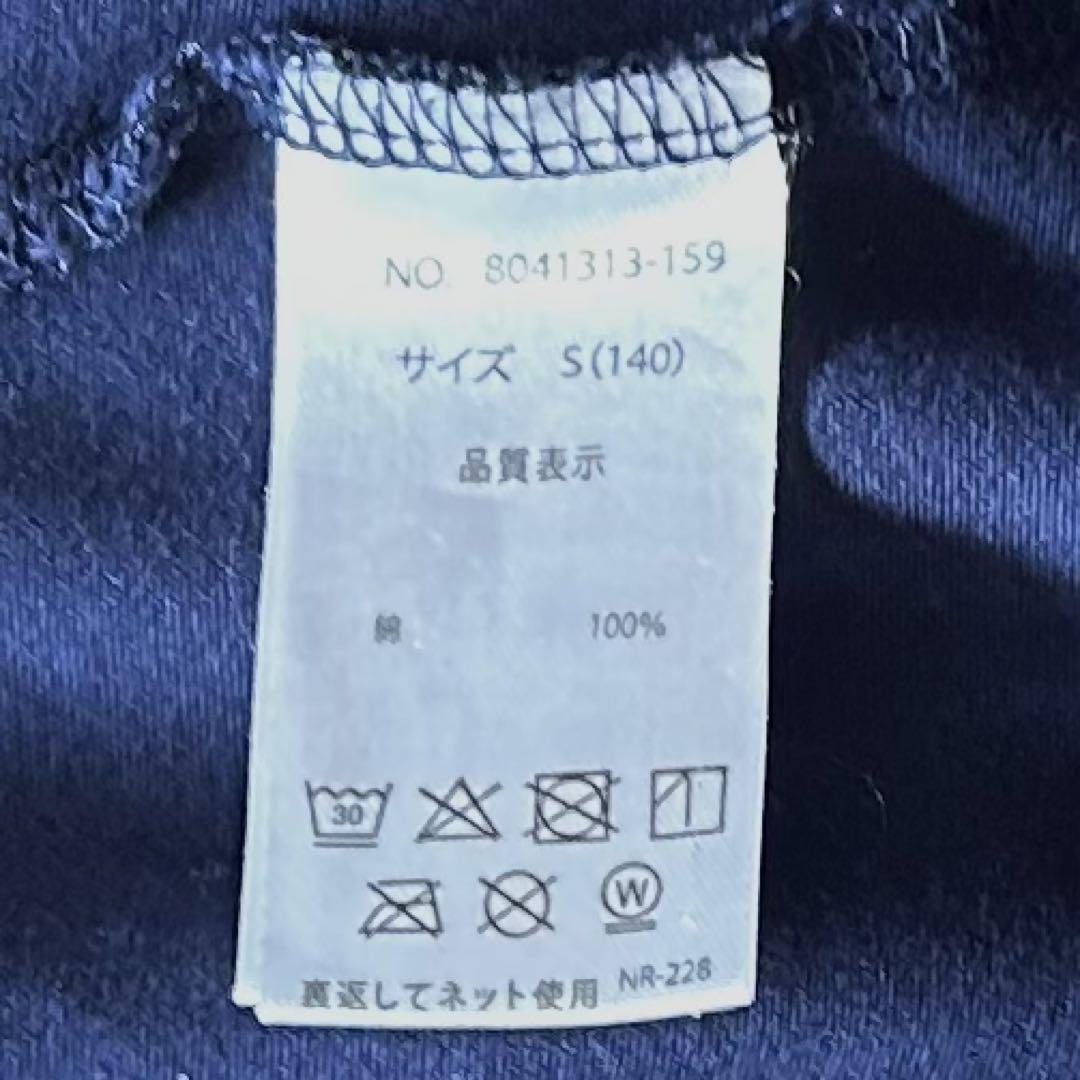 NO. 8041313-159
サイズ S(140)
品質表示
綿 100%
30
W
裏返してネット使用 NR-228